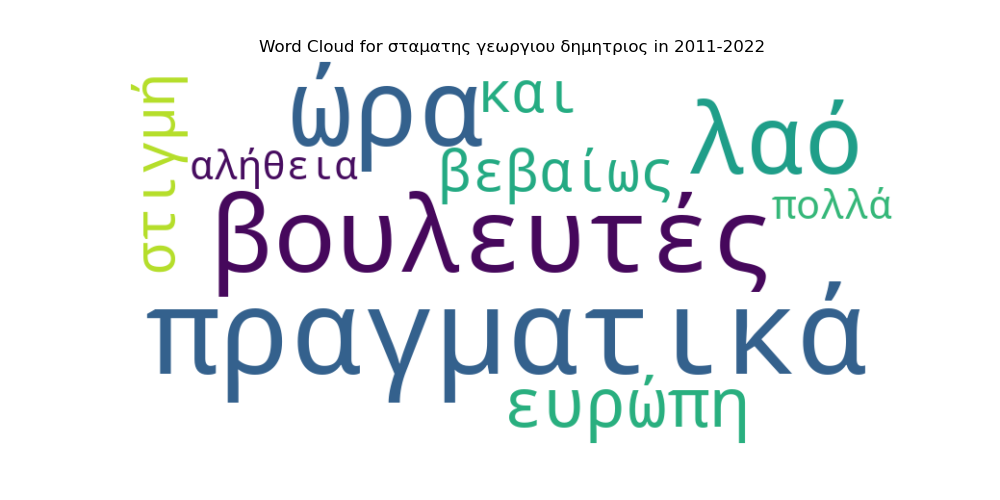 Word Cloud for σταματης γεωργιου δημητριος in 2011-2022
στιγμή
ώρα
και
λαό
αλήθεια
βεβαίως
πολλά
βουλευτές
πραγματικά
ευρώπη